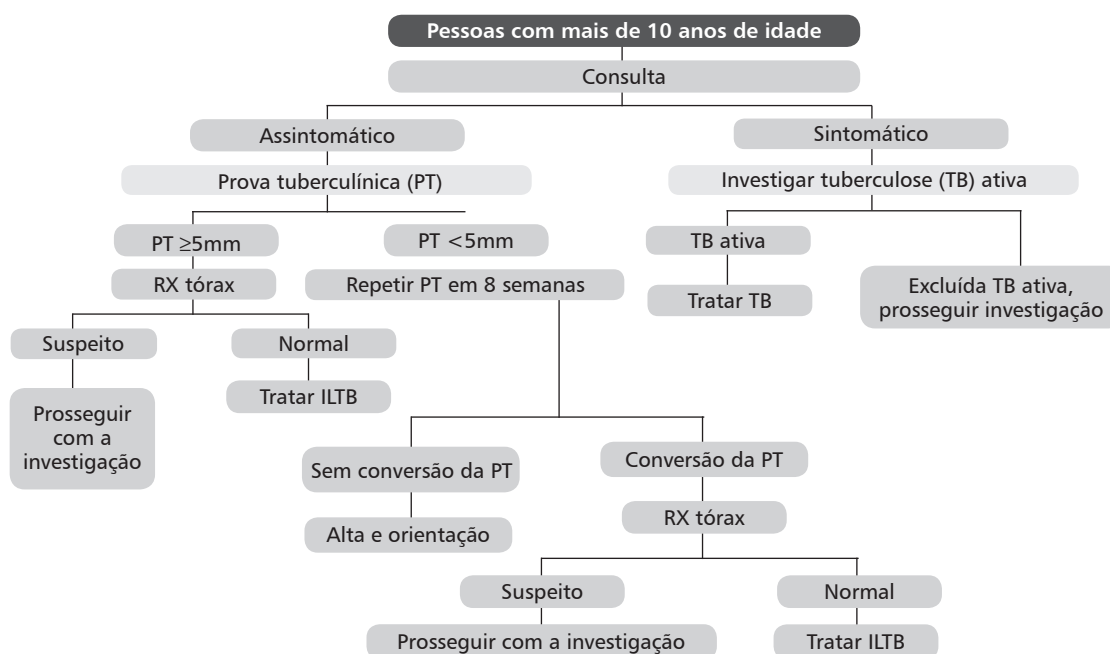 Pessoas com mais de 10 anos de idade
Consulta
Assintomático
Sintomático
Prova tuberculínica (PT)
Investigar tuberculose (TB) ativa
PT ≥5mm
PT <5mm
TB ativa
RX tórax
Repetir PT em 8 semanas
Tratar TB
Excluída TB ativa,
prosseguir investigação
Suspeito
Normal
Prosseguir
com a
investigação
Tratar ILTB
Sem conversão da PT
Conversão da PT
Alta e orientação
RX tórax
Suspeito
Normal
Prosseguir com a investigação
Tratar ILTB